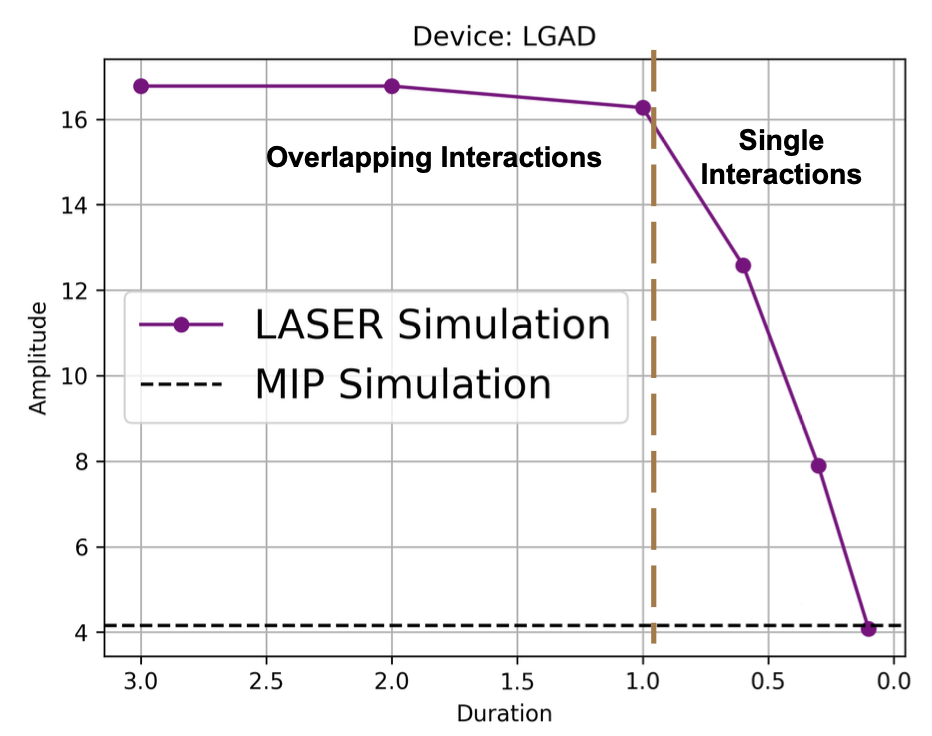 Device: LGAD
Amplitude
16
14
12
10
8
6
4
Overlapping Interactions
Single
Interactions
LASER Simulation
MIP Simulation
3.0 2.5 2.0 1.5 1.0 0.5 0.0
Duration